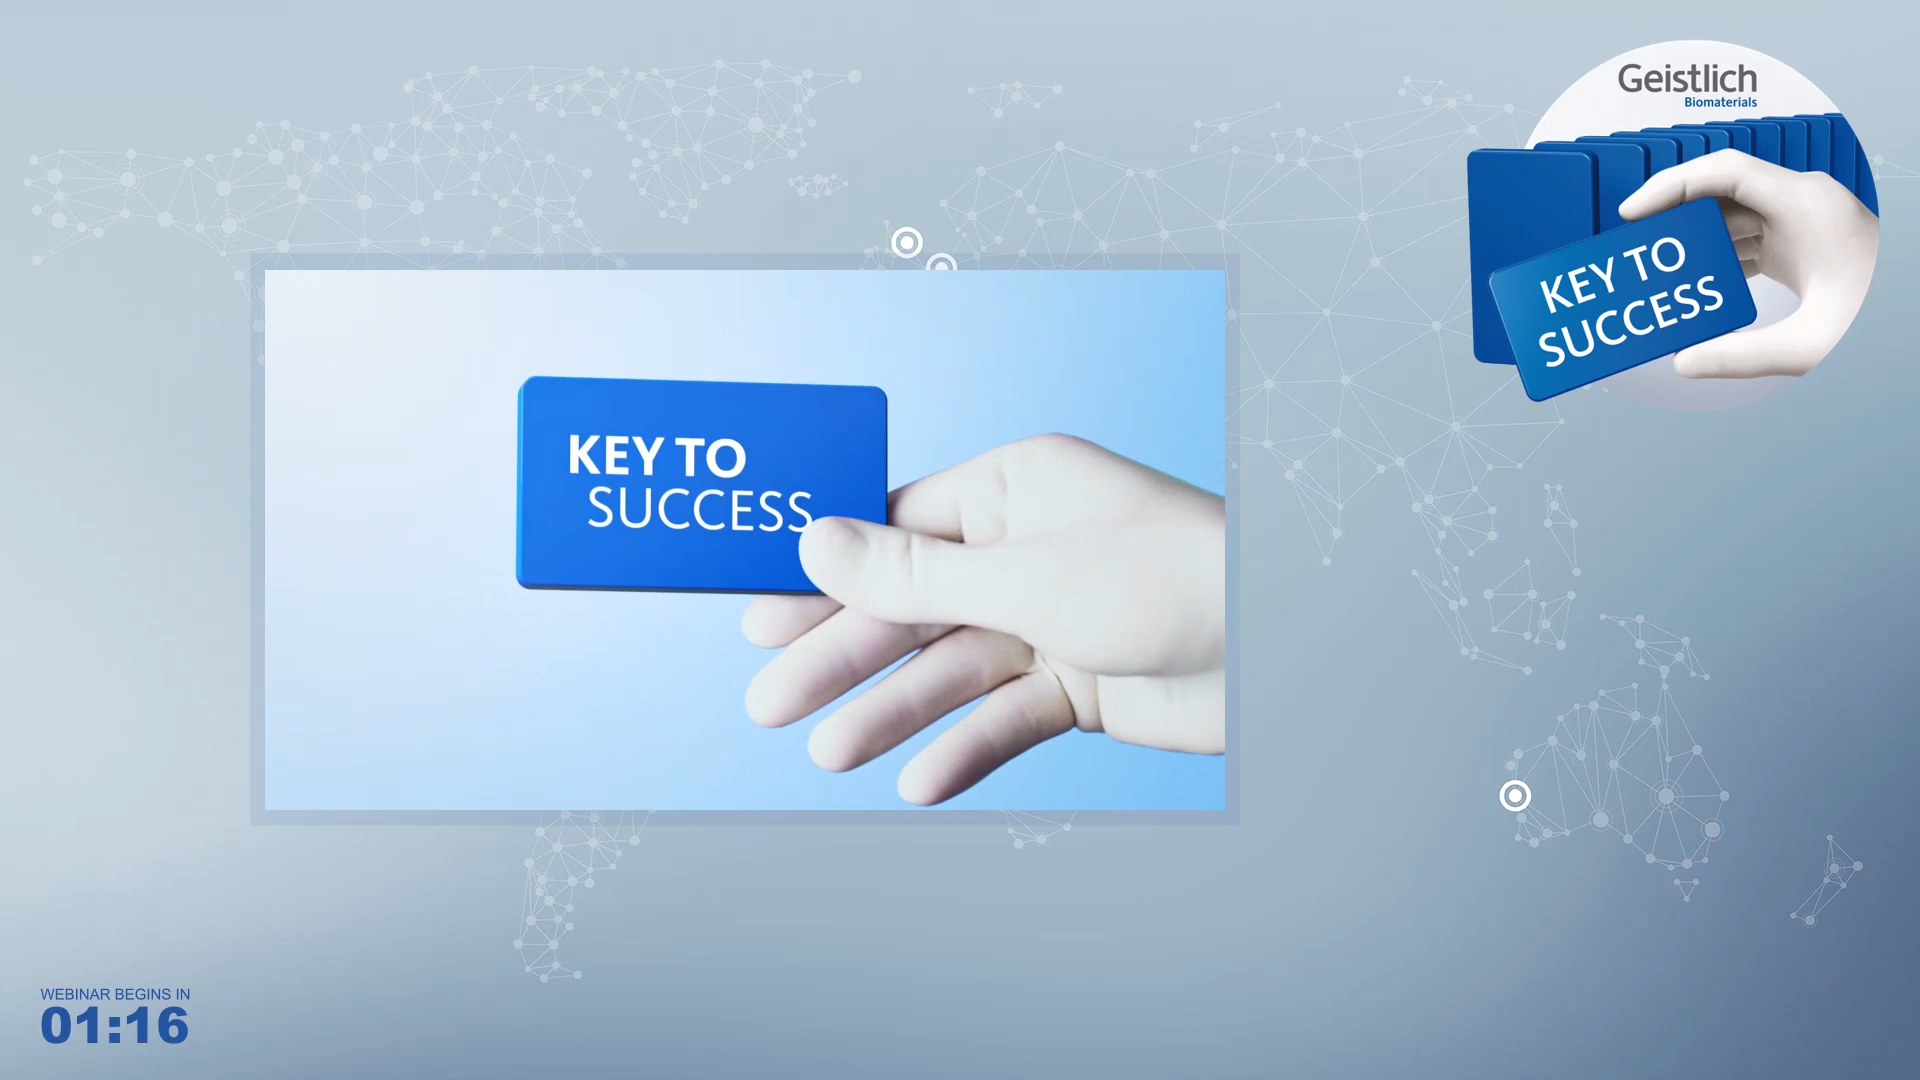 Geistlich
Biomaterials
KEY TO
SUCCESS
KEY TO
SUCCESS
WEBINAR BEGINS IN
01:16